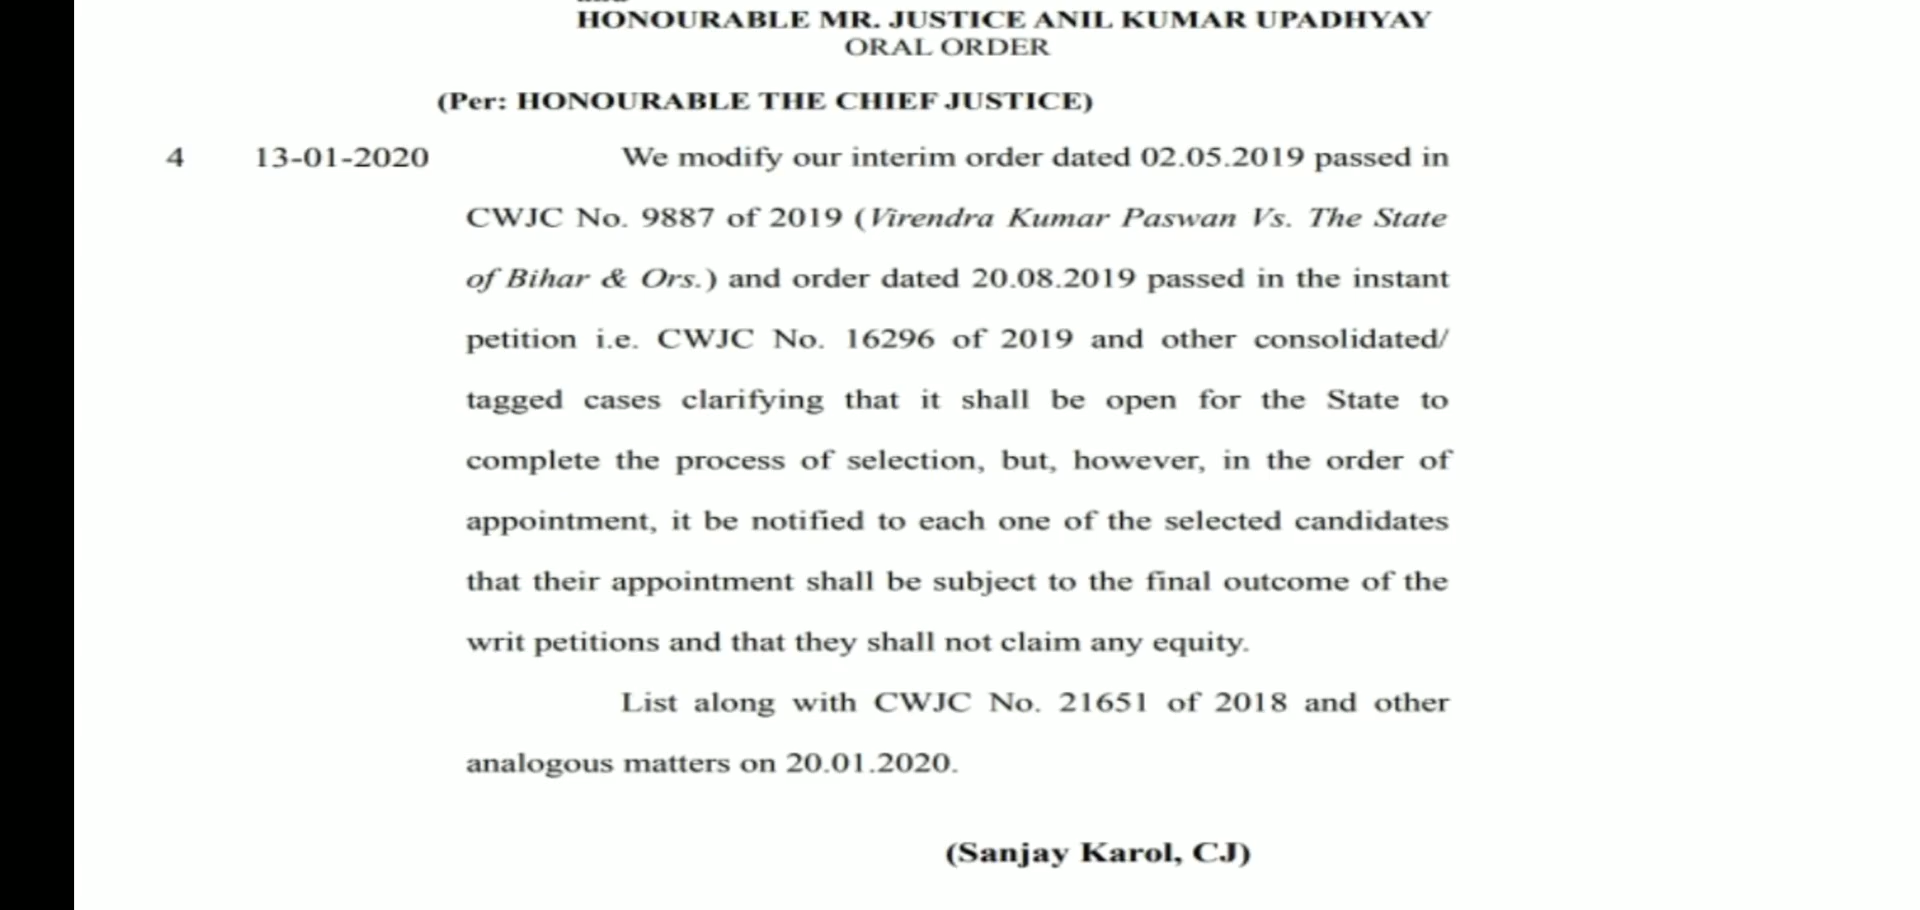 HONOURABLE MR. JUSTICE ANIL KUMAR UPADHYAY
ORAL ORDER
(Per: HONOURABLE THE CHIEF JUSTICE)
4 13-01-2020 We modify our interim order dated 02.05.2019 passed in
CWJC No. 9887 of 2019 (Virendra Kumar Paswan Vs. The State
of Bihar & Ors.) and order dated 20.08.2019 passed in the instant
petition i.e. CWJC No. 16296 of 2019 and other consolidated/
tagged cases clarifying that it shall be open for the State to
complete the process of selection, but, however, in the order of
appointment, it be notified to each one of the selected candidates
that their appointment shall be subject to the final outcome of the
writ petitions and that they shall not claim any equity.
List along with CWJC No. 21651 of 2018 and other
analogous matters on 20.01.2020.
(Sanjay Karol, CJ)